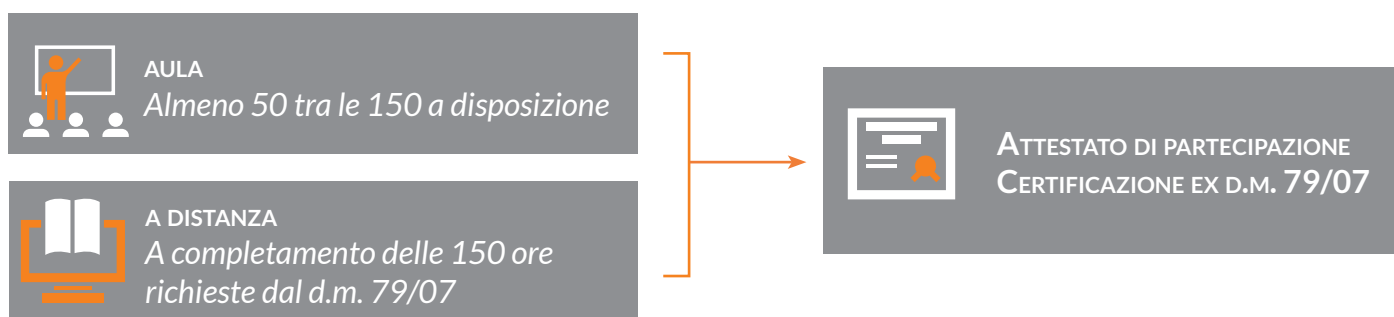 AULA
Almeno 50 tra le 150 a disposizione
A DISTANZA
A completamento delle 150 ore
richieste dal d.m. 79/07
ATTESTATO DI PARTECIPAZIONE
CERTIFICAZIONE EX D.M. 79/07